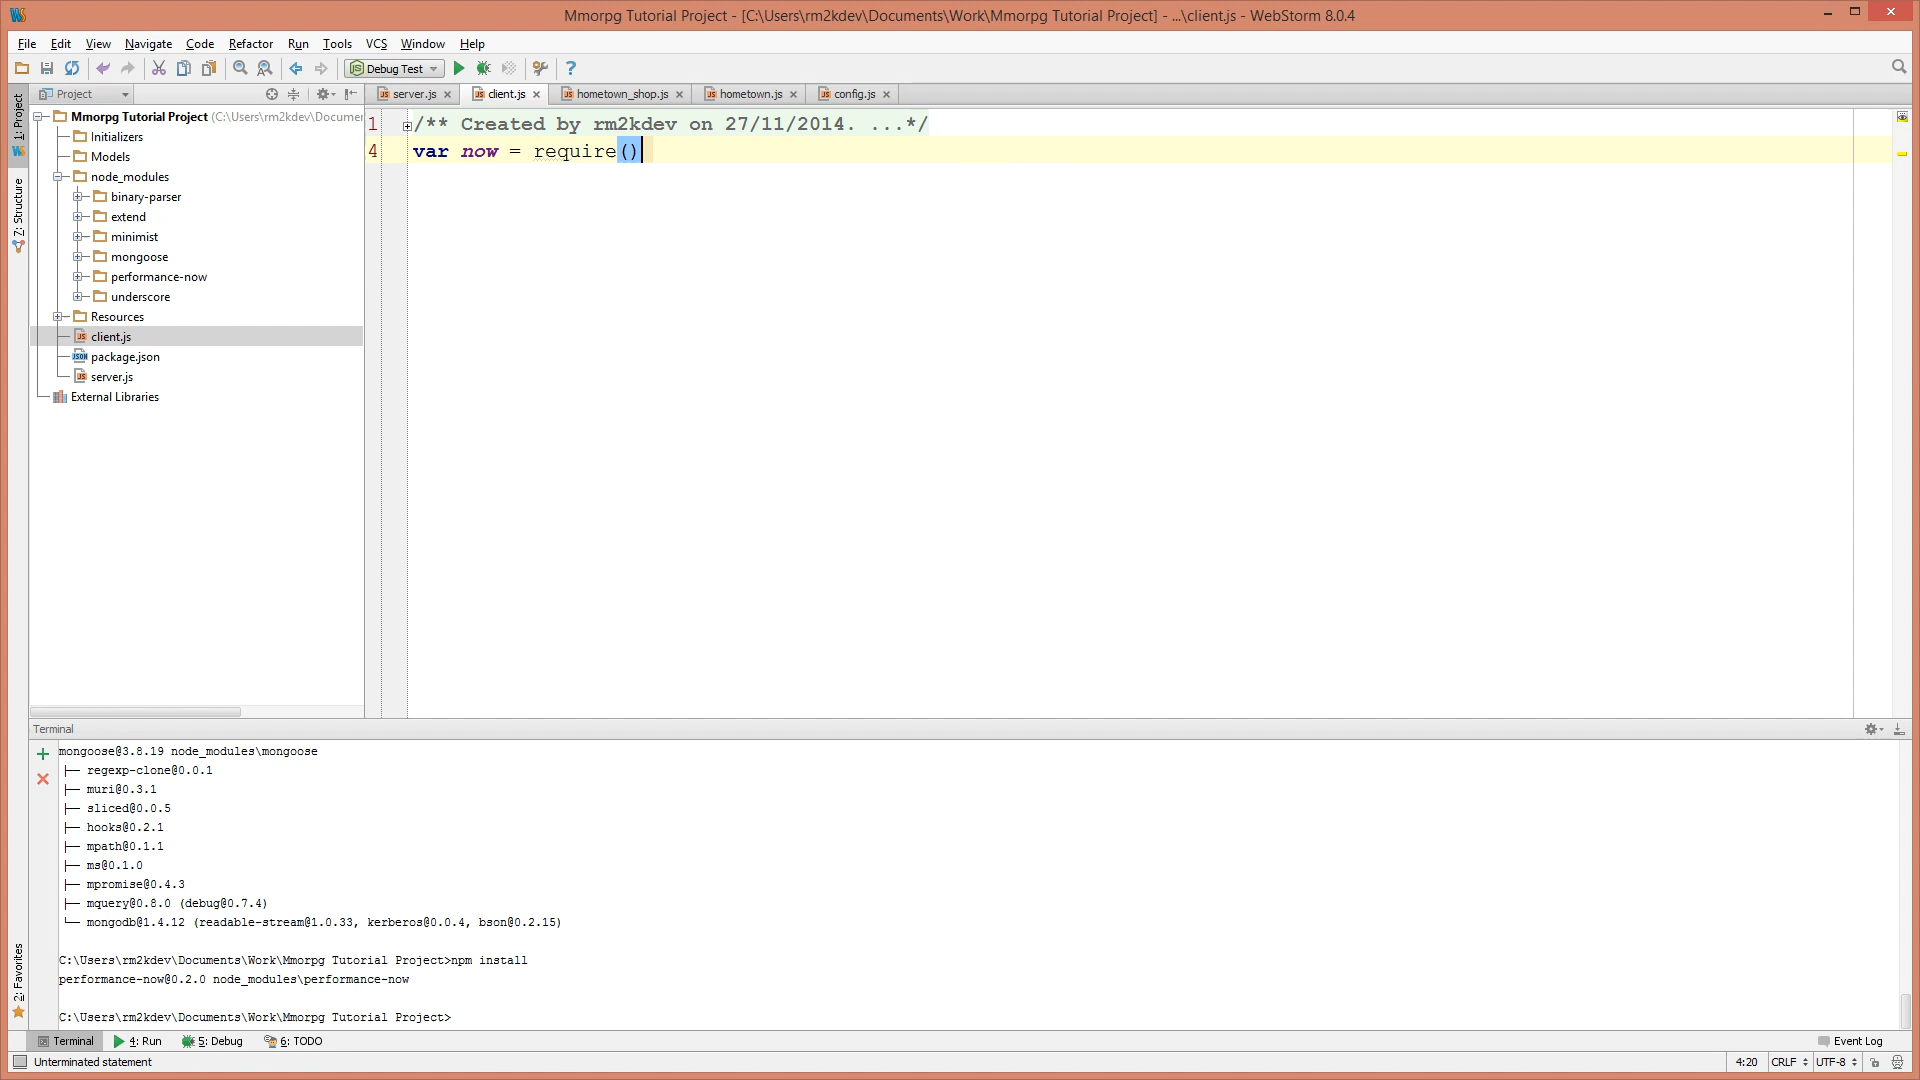 Mmorpg Tutorial Project - [C:\Users\rm2kdev\Documents\Work\Mmorpg Tutorial Project] - ...\client.js - WebStorm 8.0.4
File Edit View Navigate Code Refactor Run Tools VCS Window Help
Debug Test
Project
server.js client.js hometown_shop.js hometown.js config.js
1: Project
Z: Structure
2: Favorites
Mmorpg Tutorial Project (C:\Users\rm2kdev\Documer
Initializers
Models
node_modules
binary-parser
extend
minimist
mongoose
performance-now
underscore
Resources
client.js
package.json
server.js
External Libraries
1 /** Created by rm2kdev on 27/11/2014. ...*/
4 var now = require()
Terminal
mongoose@3.8.19 node_modules\mongoose
├── regexp-clone@0.0.1
├── muri@0.3.1
├── sliced@0.0.5
├── hooks@0.2.1
├── mpath@0.1.1
├── ms@0.1.0
├── mpromise@0.4.3
├── mquery@0.8.0 (debug@0.7.4)
└── mongodb@1.4.12 (readable-stream@1.0.33, kerberos@0.0.4, bson@0.2.15)
C:\Users\rm2kdev\Documents\Work\Mmorpg Tutorial Project>npm install
performance-now@0.2.0 node_modules\performance-now
C:\Users\rm2kdev\Documents\Work\Mmorpg Tutorial Project>
Terminal 4: Run 5: Debug 6: TODO Event Log
Unterminated statement 4:20 CRLF UTF-8